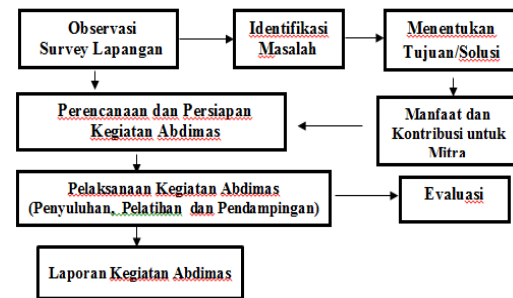 Observasi
Survey Lapangan
Identifikasi
Masalah
Menentukan
Tujuan/Solusi
Perencanaan dan Persiapan
Kegiatan Abdimas
Manfaat dan
Kontribusi untuk
Mitra
Pelaksanaan Kegiatan Abdimas
(Penyuluhan, Pelatihan dan Pendampingan)
Evaluasi
Laporan Kegiatan Abdimas